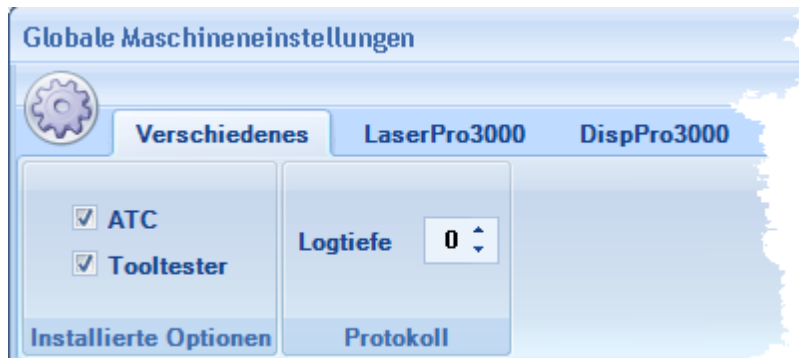 Globale Maschineneinstellungen
Verschiedenes LaserPro3000 DispPro3000
ATC
Tooltester
Installierte Optionen
Logtiefe 0
Protokoll